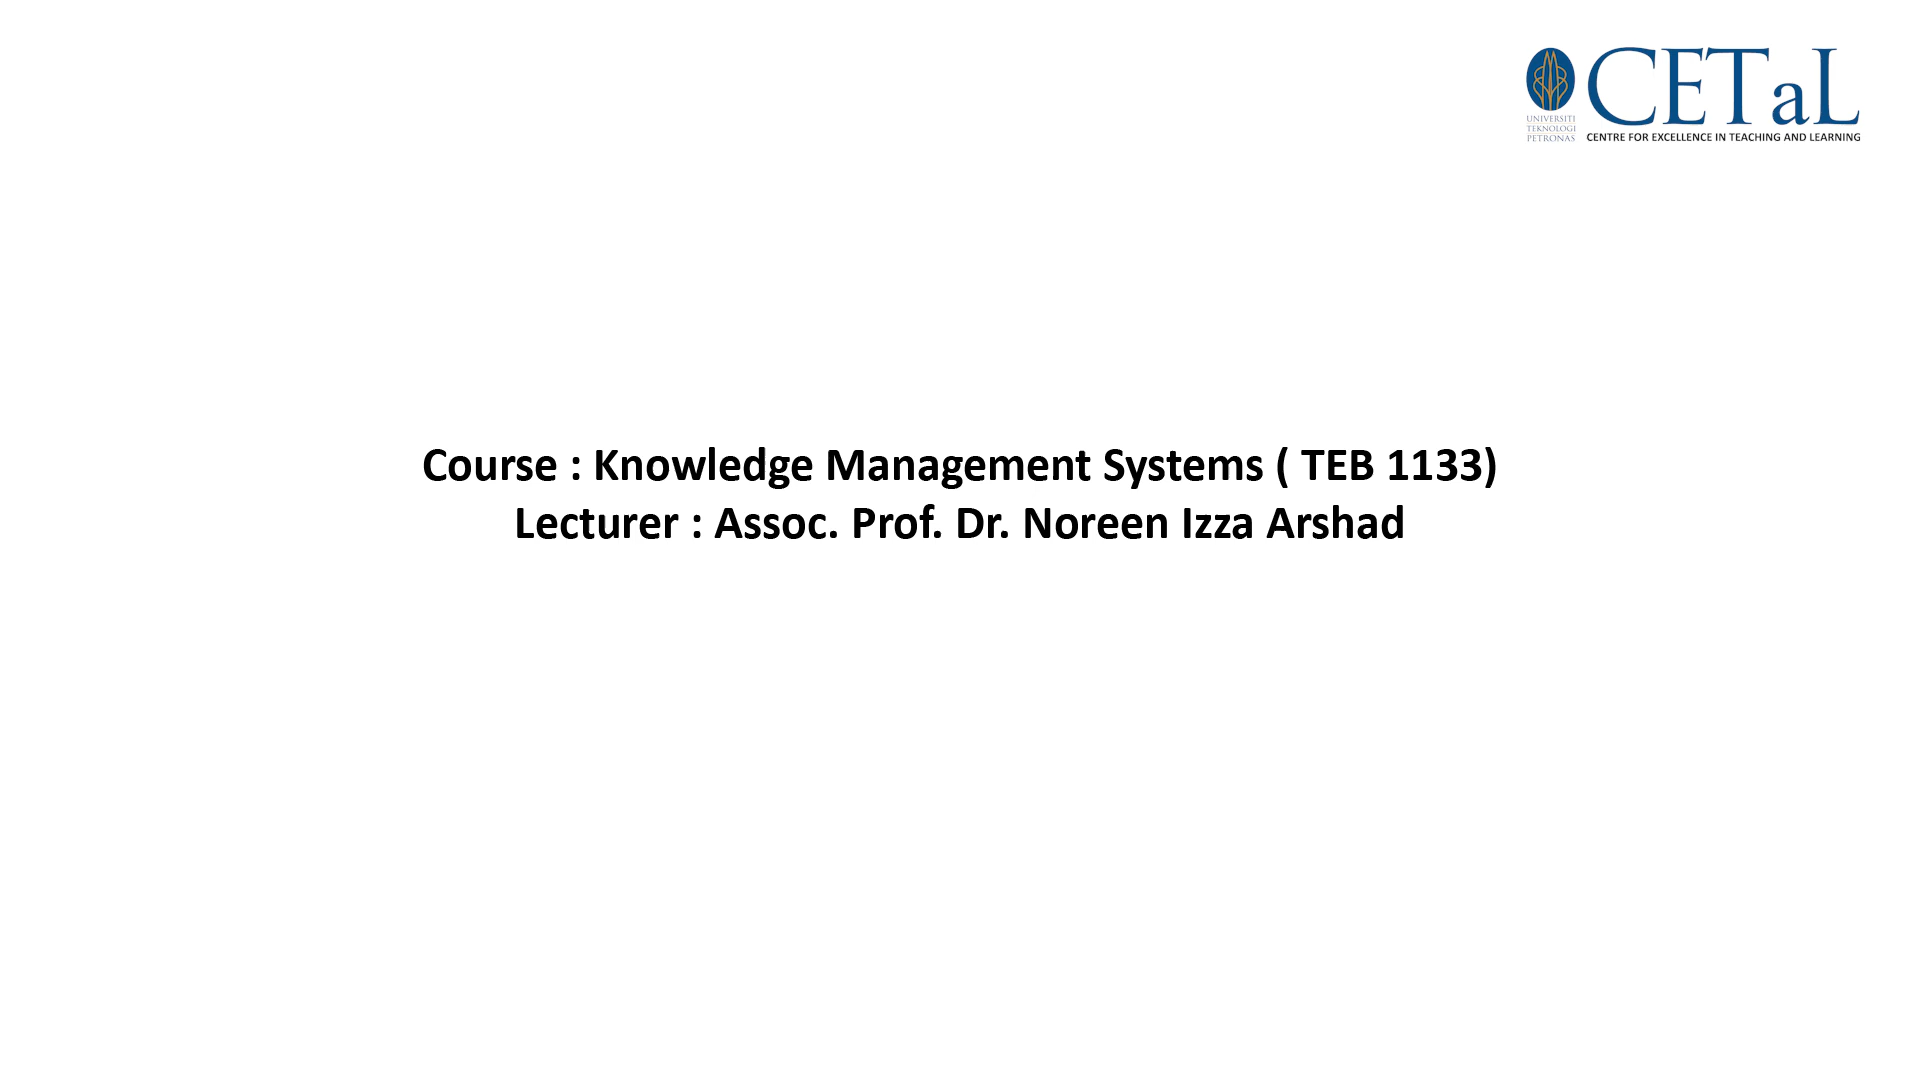 CETaL
UNIVERSITI
TEKNOLOGI
PETRONAS
CENTRE FOR EXCELLENCE IN TEACHING AND LEARNING
Course : Knowledge Management Systems ( TEB 1133)
Lecturer : Assoc. Prof. Dr. Noreen Izza Arshad